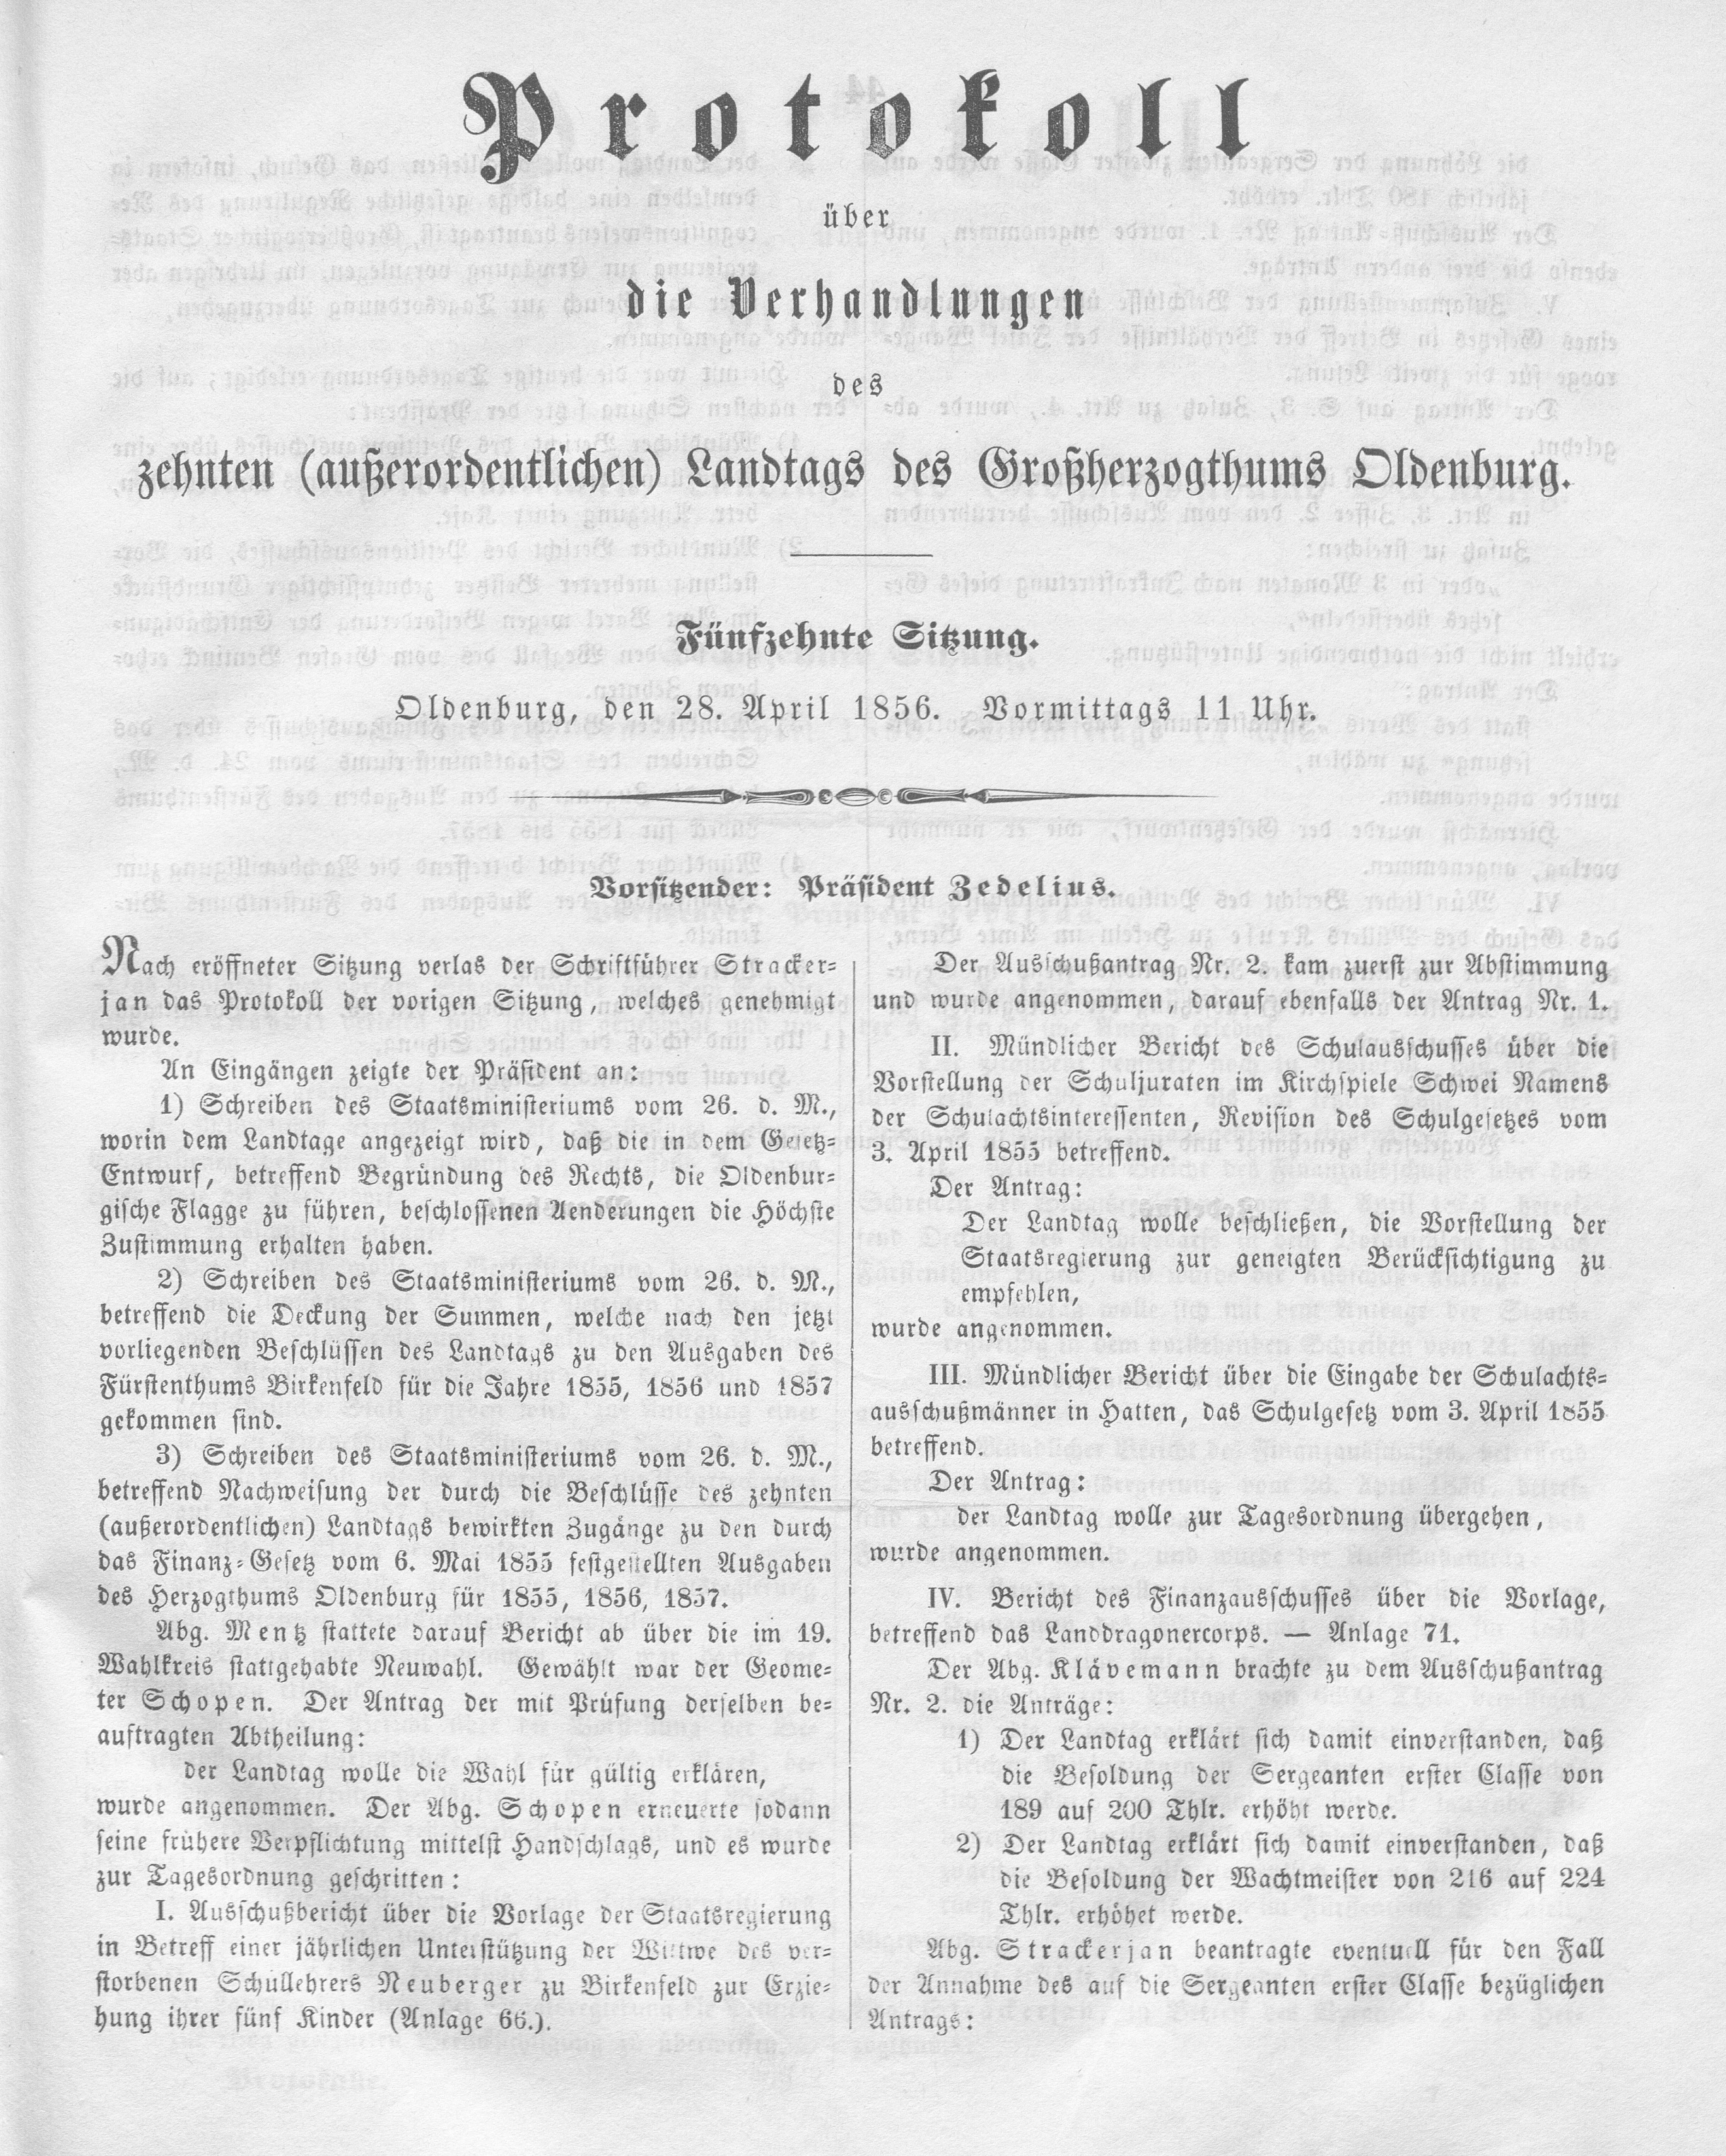 Protokoll
über
die Verhandlungen
des
zehnten (außerordentlichen) Landtags des Großherzogthums Oldenburg.
Fünfzehnte Sitzung.
Oldenburg, den 28. April 1856. Vormittags 11 Uhr.
Vorsitzender: Präsident Zedelius.
Nach eröffneter Sitzung verlas der Schriftführer Stracker-
jan das Protokoll der vorigen Sitzung, welches genehmigt
wurde.
An Eingängen zeigte der Präsident an:
1) Schreiben des Staatsministeriums vom 26. d. M.,
worin dem Landtage angezeigt wird, daß die in dem Gesetz-
Entwurf, betreffend Begründung des Rechts, die Oldenbur-
gische Flagge zu führen, beschlossenen Aenderungen die Höchste
Zustimmung erhalten haben.
2) Schreiben des Staatsministeriums vom 26. d. M.,
betreffend die Deckung der Summen, welche nach den jetzt
vorliegenden Beschlüssen des Landtags zu den Ausgaben des
Fürstenthums Birkenfeld für die Jahre 1855, 1856 und 1857
gekommen sind.
3) Schreiben des Staatsministeriums vom 26. d. M.,
betreffend Nachweisung der durch die Beschlüsse des zehnten
(außerordentlichen) Landtags bewirkten Zugänge zu den durch
das Finanz-Gesetz vom 6. Mai 1855 festgestellten Ausgaben
des Herzogthums Oldenburg für 1855, 1856, 1857.
Abg. Mentz stattete darauf Bericht ab über die im 19.
Wahlkreis stattgehabte Neuwahl. Gewählt war der Geome-
ter Schopen. Der Antrag der mit Prüfung derselben be-
auftragten Abtheilung:
der Landtag wolle die Wahl für gültig erklären,
wurde angenommen. Der Abg. Schopen erneuerte sodann
seine frühere Verpflichtung mittelst Handschlags, und es wurde
zur Tagesordnung geschritten:
I. Ausschußbericht über die Vorlage der Staatsregierung
in Betreff einer jährlichen Unterstützung der Wittwe des ver-
storbenen Schullehrers Neuberger zu Birkenfeld zur Erzie-
hung ihrer fünf Kinder (Anlage 66.).
Der Ausschußantrag Nr. 2. kam zuerst zur Abstimmung
und wurde angenommen, darauf ebenfalls der Antrag Nr. 1.
II. Mündlicher Bericht des Schulausschusses über die
Vorstellung der Schuljuraten im Kirchspiele Schwei Namens
der Schulachtsinteressenten, Revision des Schulgesetzes vom
3. April 1855 betreffend.
Der Antrag:
Der Landtag wolle beschließen, die Vorstellung der
Staatsregierung zur geneigten Berücksichtigung zu
empfehlen,
wurde angenommen.
III. Mündlicher Bericht über die Eingabe der Schulachts-
ausschußmänner in Hatten, das Schulgesetz vom 3. April 1855
betreffend.
Der Antrag:
der Landtag wolle zur Tagesordnung übergehen,
wurde angenommen.
IV. Bericht des Finanzausschusses über die Vorlage,
betreffend das Landdragonercorps. — Anlage 71.
Der Abg. Klävemann brachte zu dem Ausschußantrag
Nr. 2. die Anträge:
1) Der Landtag erklärt sich damit einverstanden, daß
die Besoldung der Sergeanten erster Classe von
189 auf 200 Thlr. erhöht werde.
2) Der Landtag erklärt sich damit einverstanden, daß
die Besoldung der Wachtmeister von 216 auf 224
Thlr. erhöhet werde.
Abg. Strackerjan beantragte eventuell für den Fall
der Annahme des auf die Sergeanten erster Classe bezüglichen
Antrags: